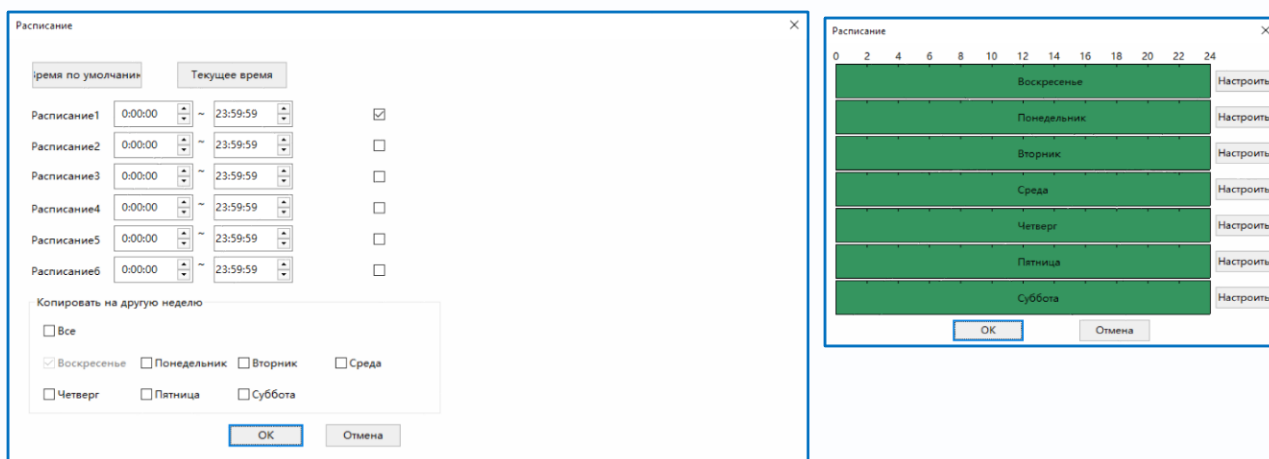 Расписание
Время по умолчани
Текущее время
Расписание1 0:00:00 ~ 23:59:59
Расписание2 0:00:00 ~ 23:59:59
Расписание3 0:00:00 ~ 23:59:59
Расписание4 0:00:00 ~ 23:59:59
Расписание5 0:00:00 ~ 23:59:59
Расписание6 0:00:00 ~ 23:59:59
Копировать на другую неделю
Все
Воскресенье Понедельник Вторник Среда
Четверг Пятница Суббота
OK Отмена
Расписание
0 2 4 6 8 10 12 14 16 18 20 22 24
Воскресенье Настроить
Понедельник Настроить
Вторник Настроить
Среда Настроить
Четверг Настроить
Пятница Настроить
Суббота Настроить
OK Отмена